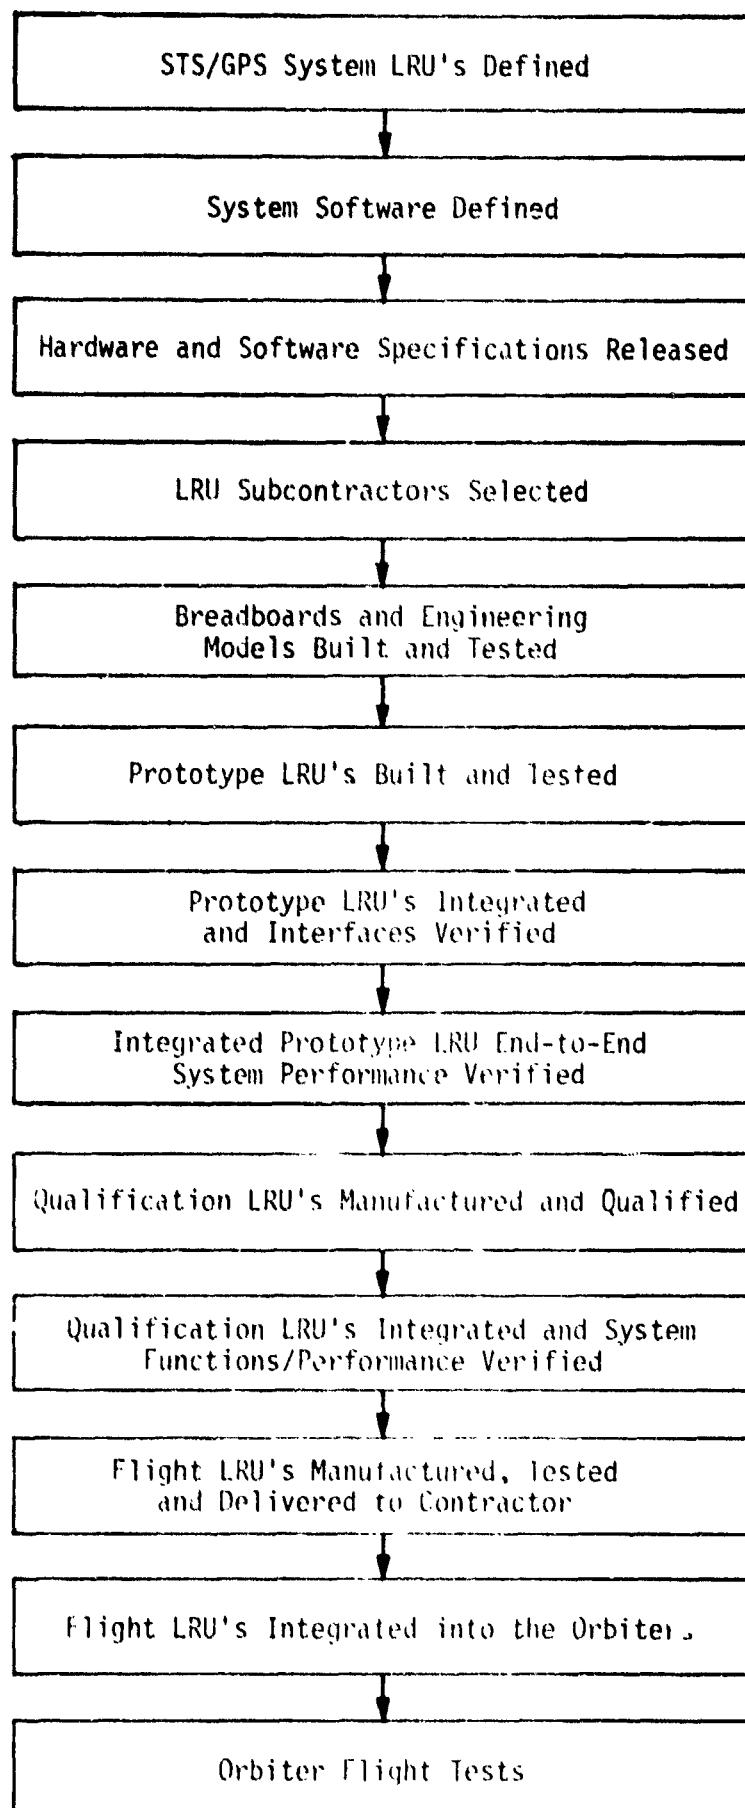 STS/GPS System LRU's Defined
System Software Defined
Hardware and Software Specifications Released
LRU Subcontractors Selected
Breadboards and Engineering
Models Built and Tested
Prototype LRU's Built and Tested
Prototype LRU's Integrated
and Interfaces Verified
Integrated Prototype LRU End-to-End
System Performance Verified
Qualification LRU's Manufactured and Qualified
Qualification LRU's Integrated and System
Functions/Performance Verified
Flight LRU's Manufactured, Tested
and Delivered to Contractor
Flight LRU's Integrated into the Orbiters
Orbiter Flight Tests